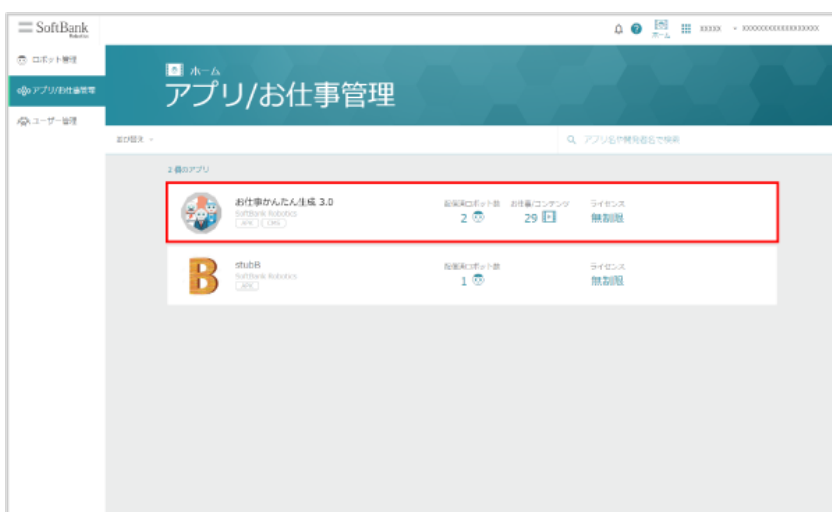 SoftBank
Robotics
ホーム
xxxxx
xxxxxxxxxxxxxxxxxx
ロボット管理
アプリ/お仕事管理
ユーザー管理
ホーム
アプリ/お仕事管理
並び替え
アプリ名や開発者名で検索
2 個のアプリ
お仕事かんたん生成 3.0
SoftBank Robotics
APK
CMS
配信済ロボット数
2
お仕事/コンテンツ
29
ライセンス
無制限
stubB
SoftBank Robotics
APK
配信済ロボット数
1
ライセンス
無制限